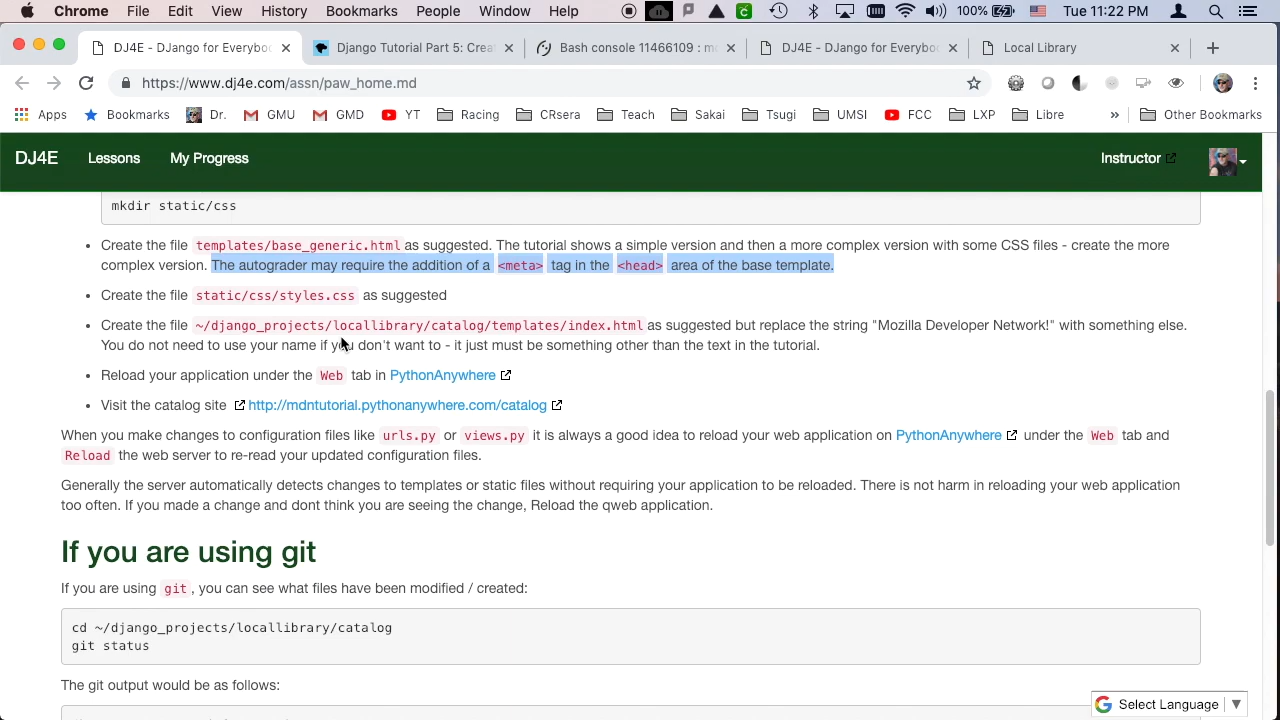 Chrome File Edit View History Bookmarks People Window Help 100% Tue 11:22 PM
DJ4E - DJango for Everybo Django Tutorial Part 5: Crea Bash console 11466109 : m DJ4E - DJango for Everybo Local Library
https://www.dj4e.com/assn/paw_home.md
Apps Bookmarks Dr. GMU GMD YT Racing CRsera Teach Sakai Tsugi UMSI FCC LXP Libre » Other Bookmarks
DJ4E Lessons My Progress Instructor
mkdir static/css
• Create the file templates/base_generic.html as suggested. The tutorial shows a simple version and then a more complex version with some CSS files - create the more
complex version. The autograder may require the addition of a <meta> tag in the <head> area of the base template.
• Create the file static/css/styles.css as suggested
• Create the file ~/django_projects/locallibrary/catalog/templates/index.html as suggested but replace the string "Mozilla Developer Network!" with something else.
You do not need to use your name if you don't want to - it just must be something other than the text in the tutorial.
• Reload your application under the Web tab in PythonAnywhere
• Visit the catalog site http://mdntutorial.pythonanywhere.com/catalog
When you make changes to configuration files like urls.py or views.py it is always a good idea to reload your web application on PythonAnywhere under the Web tab and
Reload the web server to re-read your updated configuration files.
Generally the server automatically detects changes to templates or static files without requiring your application to be reloaded. There is not harm in reloading your web application
too often. If you made a change and dont think you are seeing the change, Reload the qweb application.
If you are using git
If you are using git, you can see what files have been modified / created:
cd ~/django_projects/locallibrary/catalog
git status
The git output would be as follows:
Select Language ▼